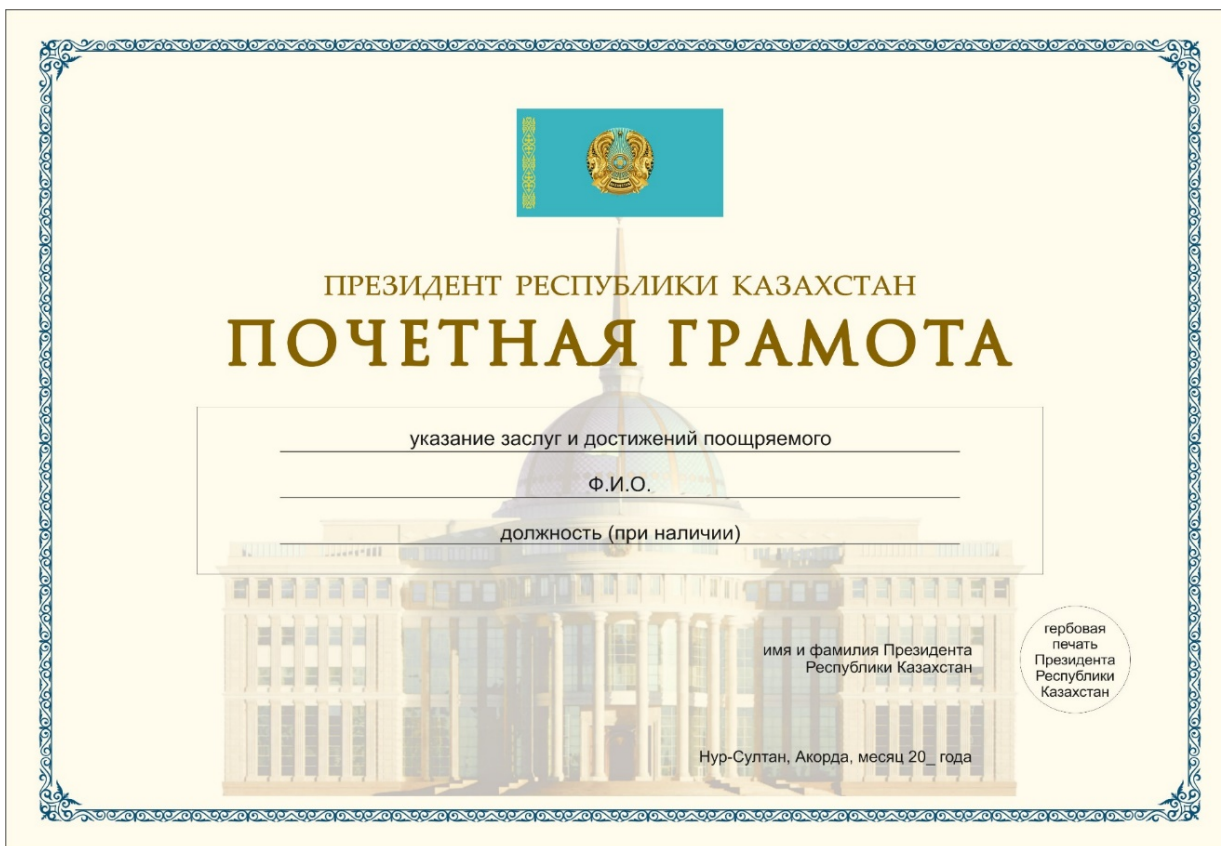 ПРЕЗИДЕНТ РЕСПУБЛИКИ КАЗАХСТАН
ПОЧЕТНАЯ ГРАМОТА
указание заслуг и достижений поощряемого
Ф.И.О.
должность (при наличии)
имя и фамилия Президента
Республики Казахстан
гербовая
печать
Президента
Республики
Казахстан
Нур-Султан, Акорда, месяц 20_ года